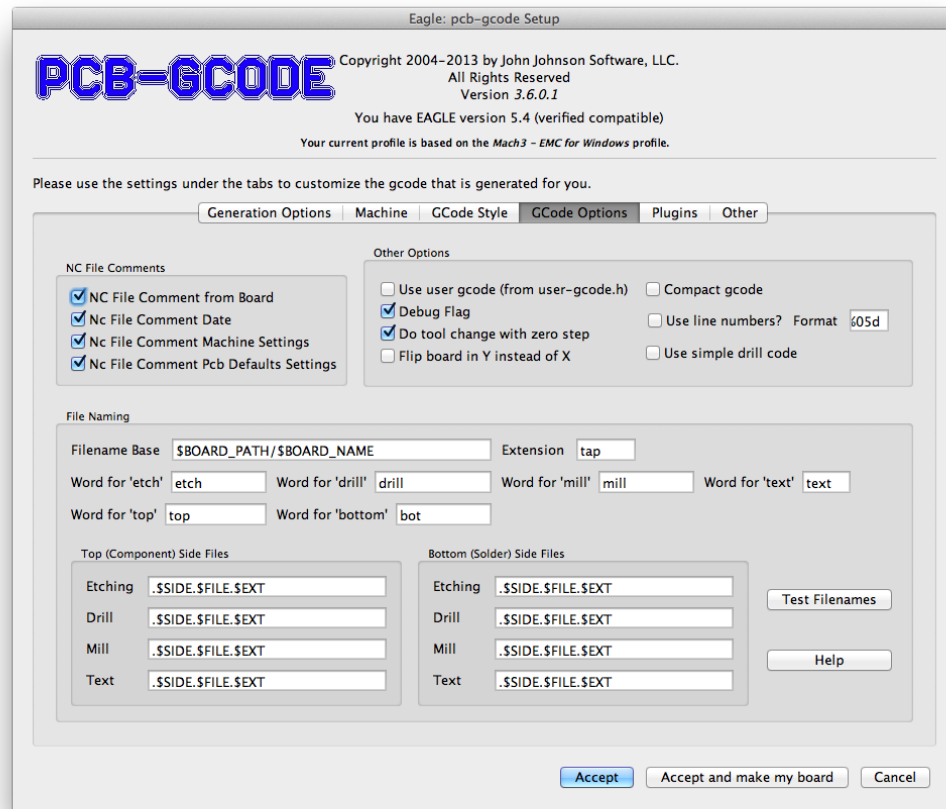 Eagle: pcb-gcode Setup
PCB-GCODE
Copyright 2004-2013 by John Johnson Software, LLC.
All Rights Reserved
Version 3.6.0.1
You have EAGLE version 5.4 (verified compatible)
Your current profile is based on the Mach3 - EMC for Windows profile.
Please use the settings under the tabs to customize the gcode that is generated for you.
Generation Options Machine GCode Style GCode Options Plugins Other
NC File Comments
NC File Comment from Board
Nc File Comment Date
Nc File Comment Machine Settings
Nc File Comment Pcb Defaults Settings
Other Options
Use user gcode (from user-gcode.h) Compact gcode
Debug Flag
Do tool change with zero step Use line numbers? Format
Flip board in Y instead of X Use simple drill code
File Naming
Filename Base $BOARD_PATH/$BOARD_NAME Extension tap
Word for 'etch' etch Word for 'drill' drill Word for 'mill' mill Word for 'text' text
Word for 'top' top Word for 'bottom' bot
Top (Component) Side Files
Etching .$SIDE.$FILE.$EXT
Drill .$SIDE.$FILE.$EXT
Mill .$SIDE.$FILE.$EXT
Text .$SIDE.$FILE.$EXT
Bottom (Solder) Side Files
Etching .$SIDE.$FILE.$EXT
Drill .$SIDE.$FILE.$EXT
Mill .$SIDE.$FILE.$EXT
Text .$SIDE.$FILE.$EXT
Test Filenames
Help
Accept Accept and make my board Cancel